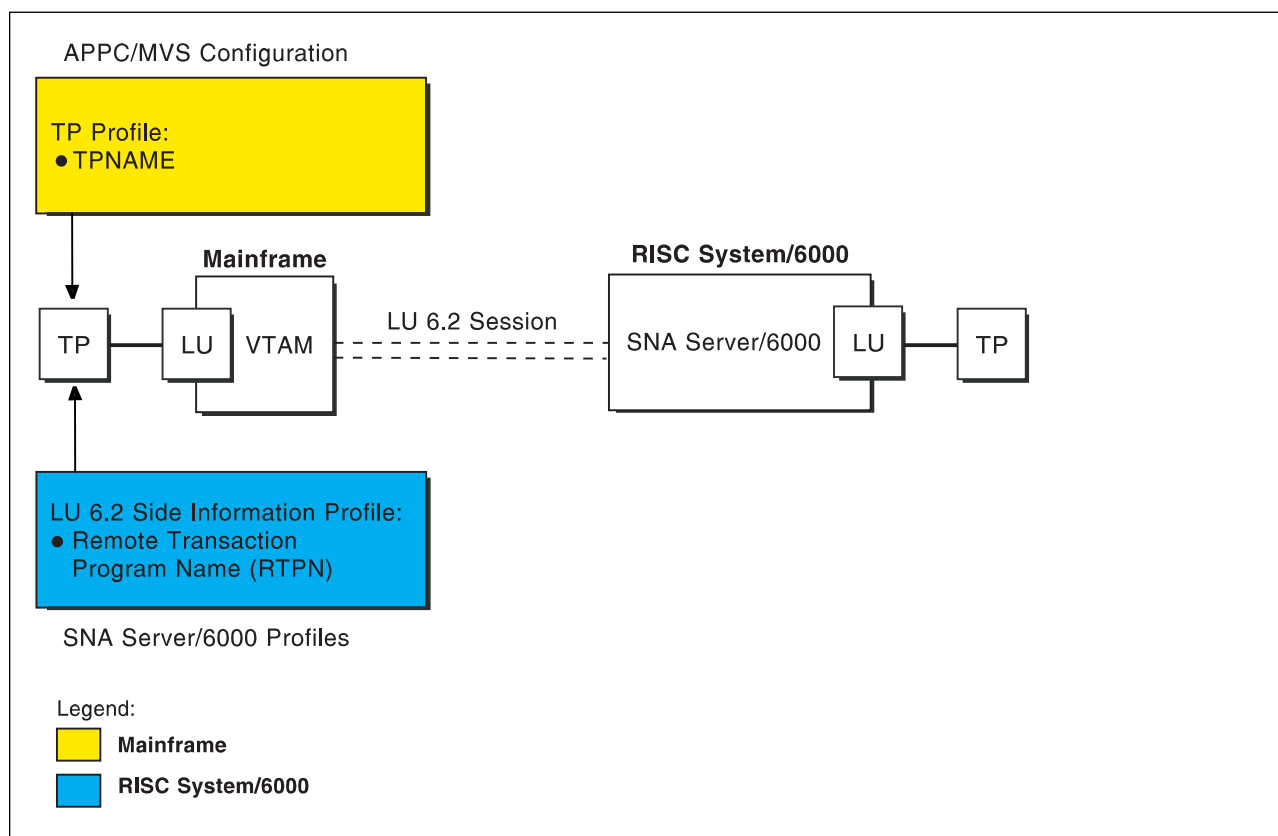 APPC/MVS Configuration
TP Profile:
● TPNAME
Mainframe
RISC System/6000
TP
LU
VTAM
LU 6.2 Session
SNA Server/6000
LU
TP
LU 6.2 Side Information Profile:
● Remote Transaction
Program Name (RTPN)
SNA Server/6000 Profiles
Legend:
Mainframe
RISC System/6000